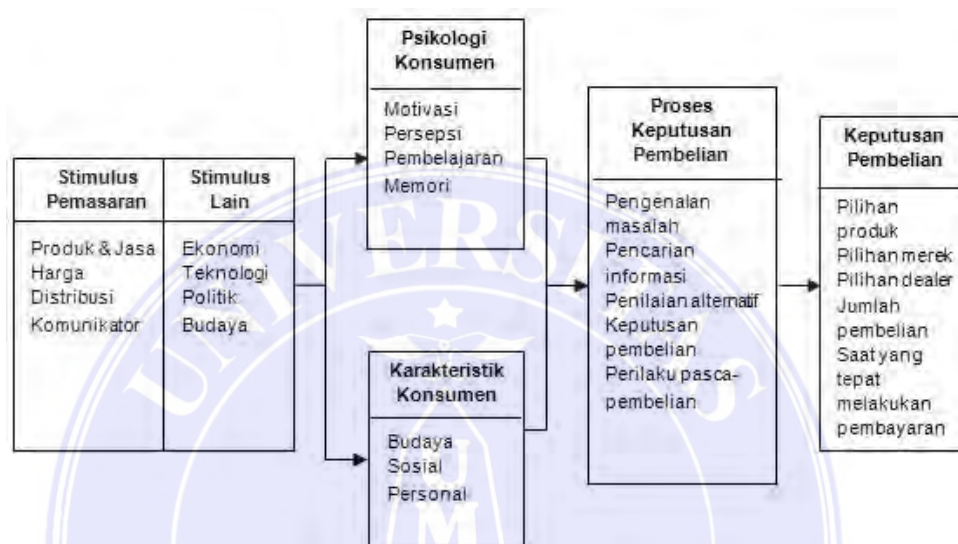 Stimulus
Pemasaran
Produk & Jasa
Harga
Distribusi
Komunikator
Stimulus
Lain
Ekonomi
Teknologi
Politik
Budaya
Psikologi
Konsumen
Motivasi
Persepsi
Pembelajaran
Memori
Karakteristik
Konsumen
Budaya
Sosial
Personal
Proses
Keputusan
Pembelian
Pengenalan
masalah
Pencarian
informasi
Penilaian alternatif
Keputusan
pembelian
Perilaku pasca-
pembelian
Keputusan
Pembelian
Pilihan
produk
Pilihan merek
Pilihan dealer
Jumlah
pembelian
Saat yang
tepat
melakukan
pembayaran
UNIVERSITAS
U
M